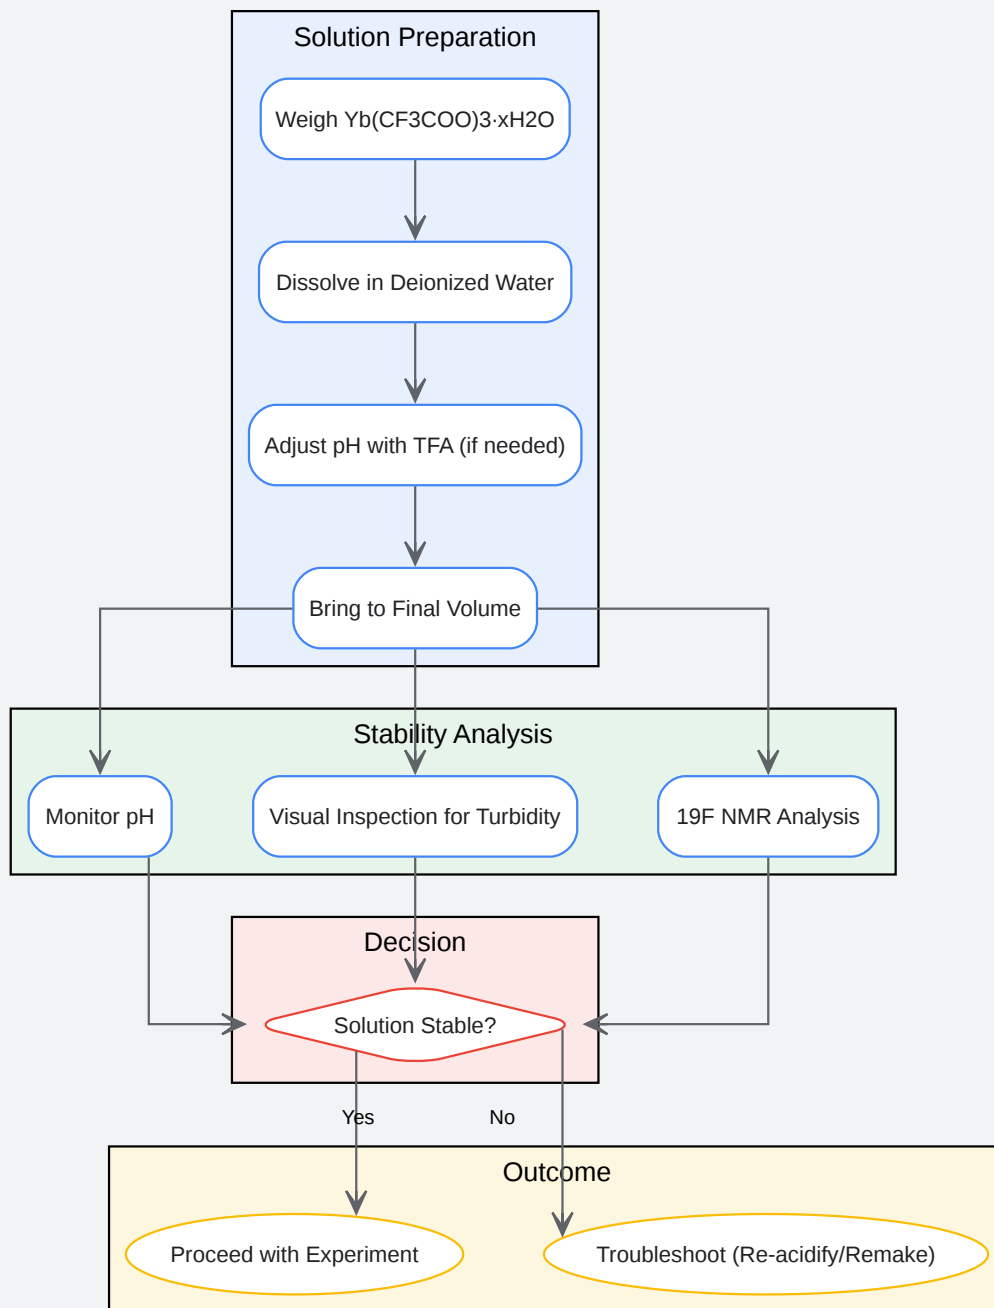 Solution Preparation
Weigh Yb(CF3COO)3·xH2O
Dissolve in Deionized Water
Adjust pH with TFA (if needed)
Bring to Final Volume
Stability Analysis
Monitor pH
Visual Inspection for Turbidity
19F NMR Analysis
Decision
Solution Stable?
Yes
No
Outcome
Proceed with Experiment
Troubleshoot (Re-acidify/Remake)